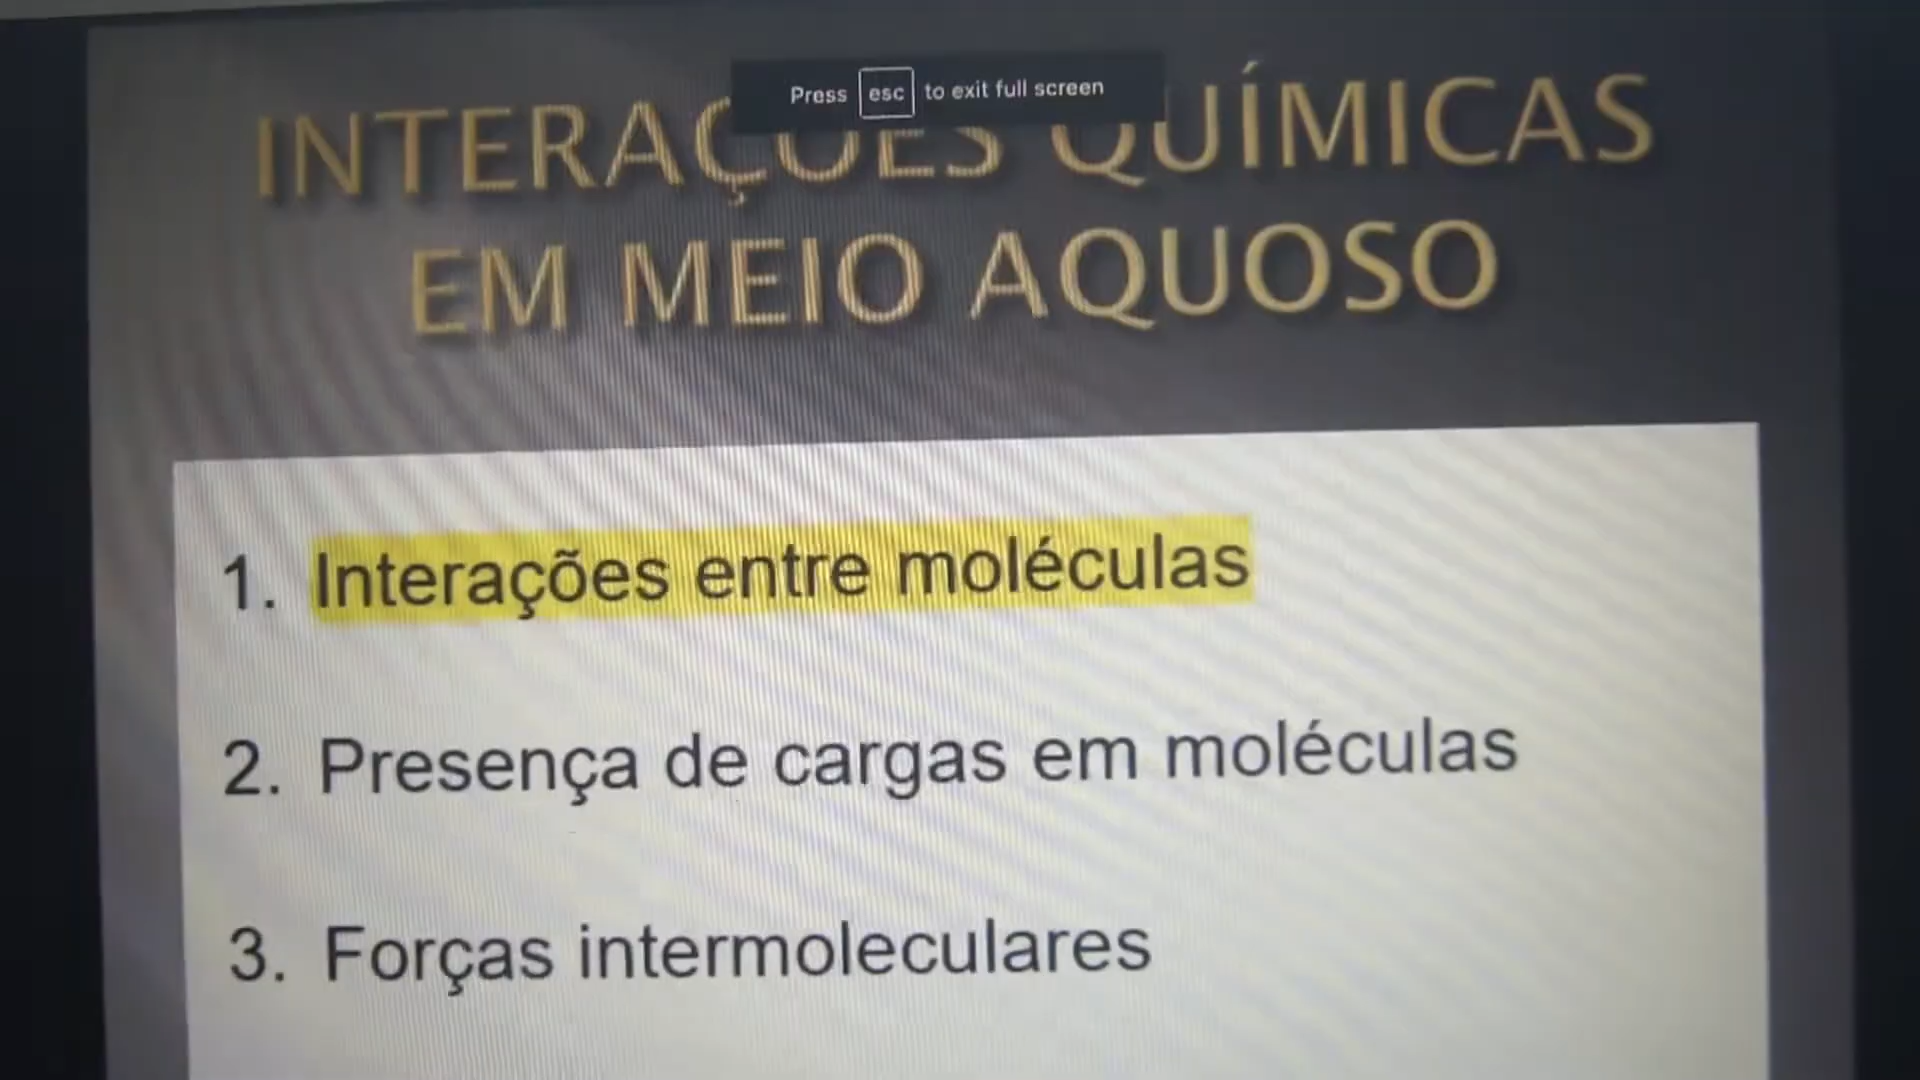 Press esc to exit full screen
INTERAÇÕES QUÍMICAS
EM MEIO AQUOSO
1. Interações entre moléculas
2. Presença de cargas em moléculas
3. Forças intermoleculares